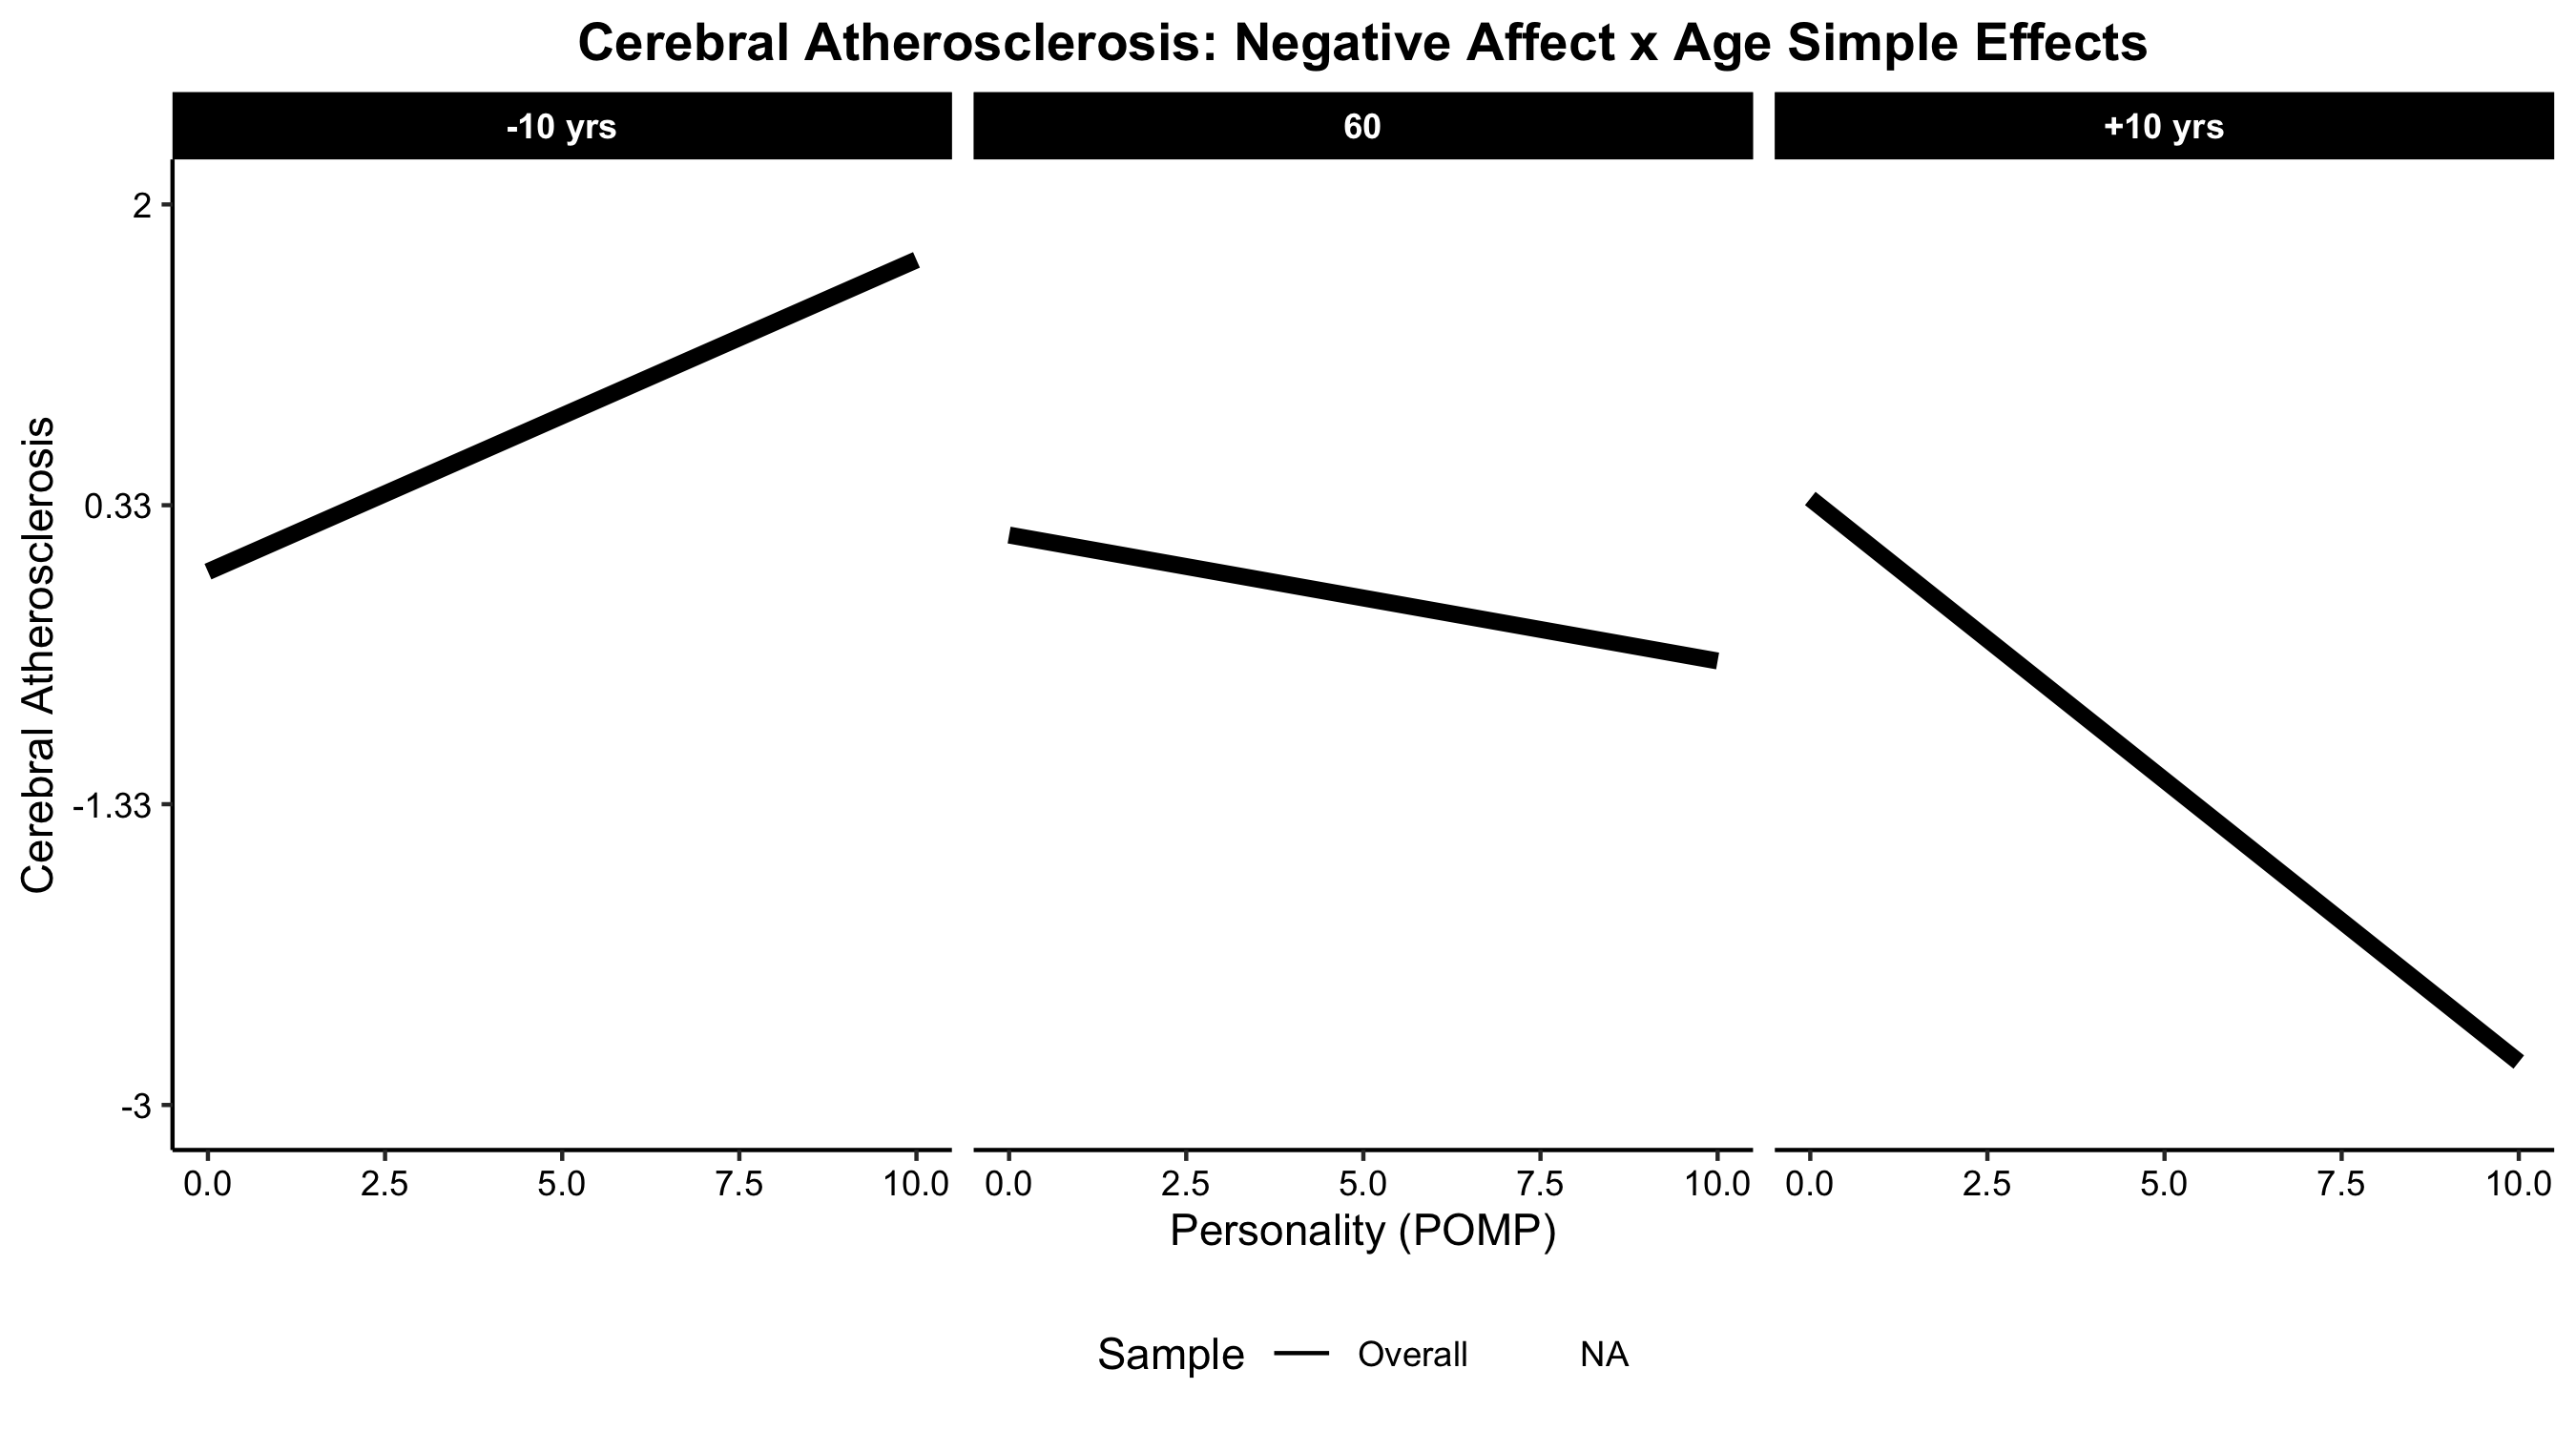 Cerebral Atherosclerosis: Negative Affect x Age Simple Effects
-10 yrs
60
+10 yrs
Cerebral Atherosclerosis
2
0.33
-1.33
-3
0.0 2.5 5.0 7.5 10.0
0.0 2.5 5.0 7.5 10.0
0.0 2.5 5.0 7.5 10.0
Personality (POMP)
Sample Overall NA